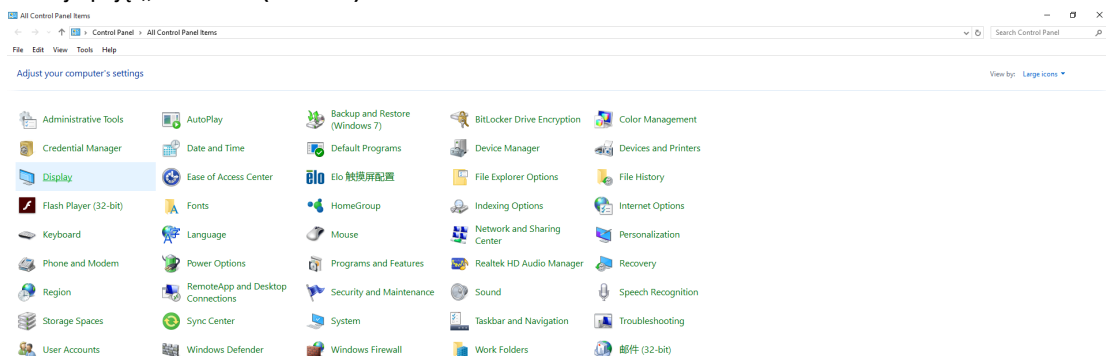 All Control Panel Items
Control Panel > All Control Panel Items
Search Control Panel
File Edit View Tools Help
Adjust your computer's settings
View by: Large icons
Administrative Tools
AutoPlay
Backup and Restore
(Windows 7)
BitLocker Drive Encryption
Color Management
Credential Manager
Date and Time
Default Programs
Device Manager
Devices and Printers
Display
Ease of Access Center
elo
Elo 触摸屏配置
File Explorer Options
File History
Flash Player (32-bit)
Fonts
HomeGroup
Indexing Options
Internet Options
Keyboard
Language
Mouse
Network and Sharing
Center
Personalization
Phone and Modem
Power Options
Programs and Features
Realtek HD Audio Manager
Recovery
Region
RemoteApp and Desktop
Connections
Security and Maintenance
Sound
Speech Recognition
Storage Spaces
Sync Center
System
Taskbar and Navigation
Troubleshooting
User Accounts
Windows Defender
Windows Firewall
Work Folders
邮件 (32-bit)